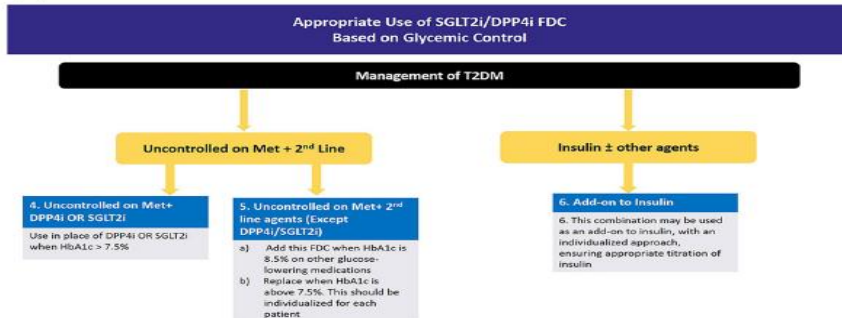 Appropriate Use of SGLT2i/DPP4i FDC
Based on Glycemic Control
Management of T2DM
Uncontrolled on Met + 2nd Line
Insulin ± other agents
4. Uncontrolled on Met+
DPP4i OR SGLT2i
Use in place of DPP4i OR SGLT2i
when HbA1c > 7.5%
5. Uncontrolled on Met+ 2nd
line agents (Except
DPP4i/SGLT2i)
a) Add this FDC when HbA1c is
8.5% on other glucose-
lowering medications
b) Replace when HbA1c is
above 7.5%. This should be
individualized for each
patient
6. Add-on to Insulin
6. This combination may be used
as an add-on to insulin, with an
individualized approach,
ensuring appropriate titration of
insulin